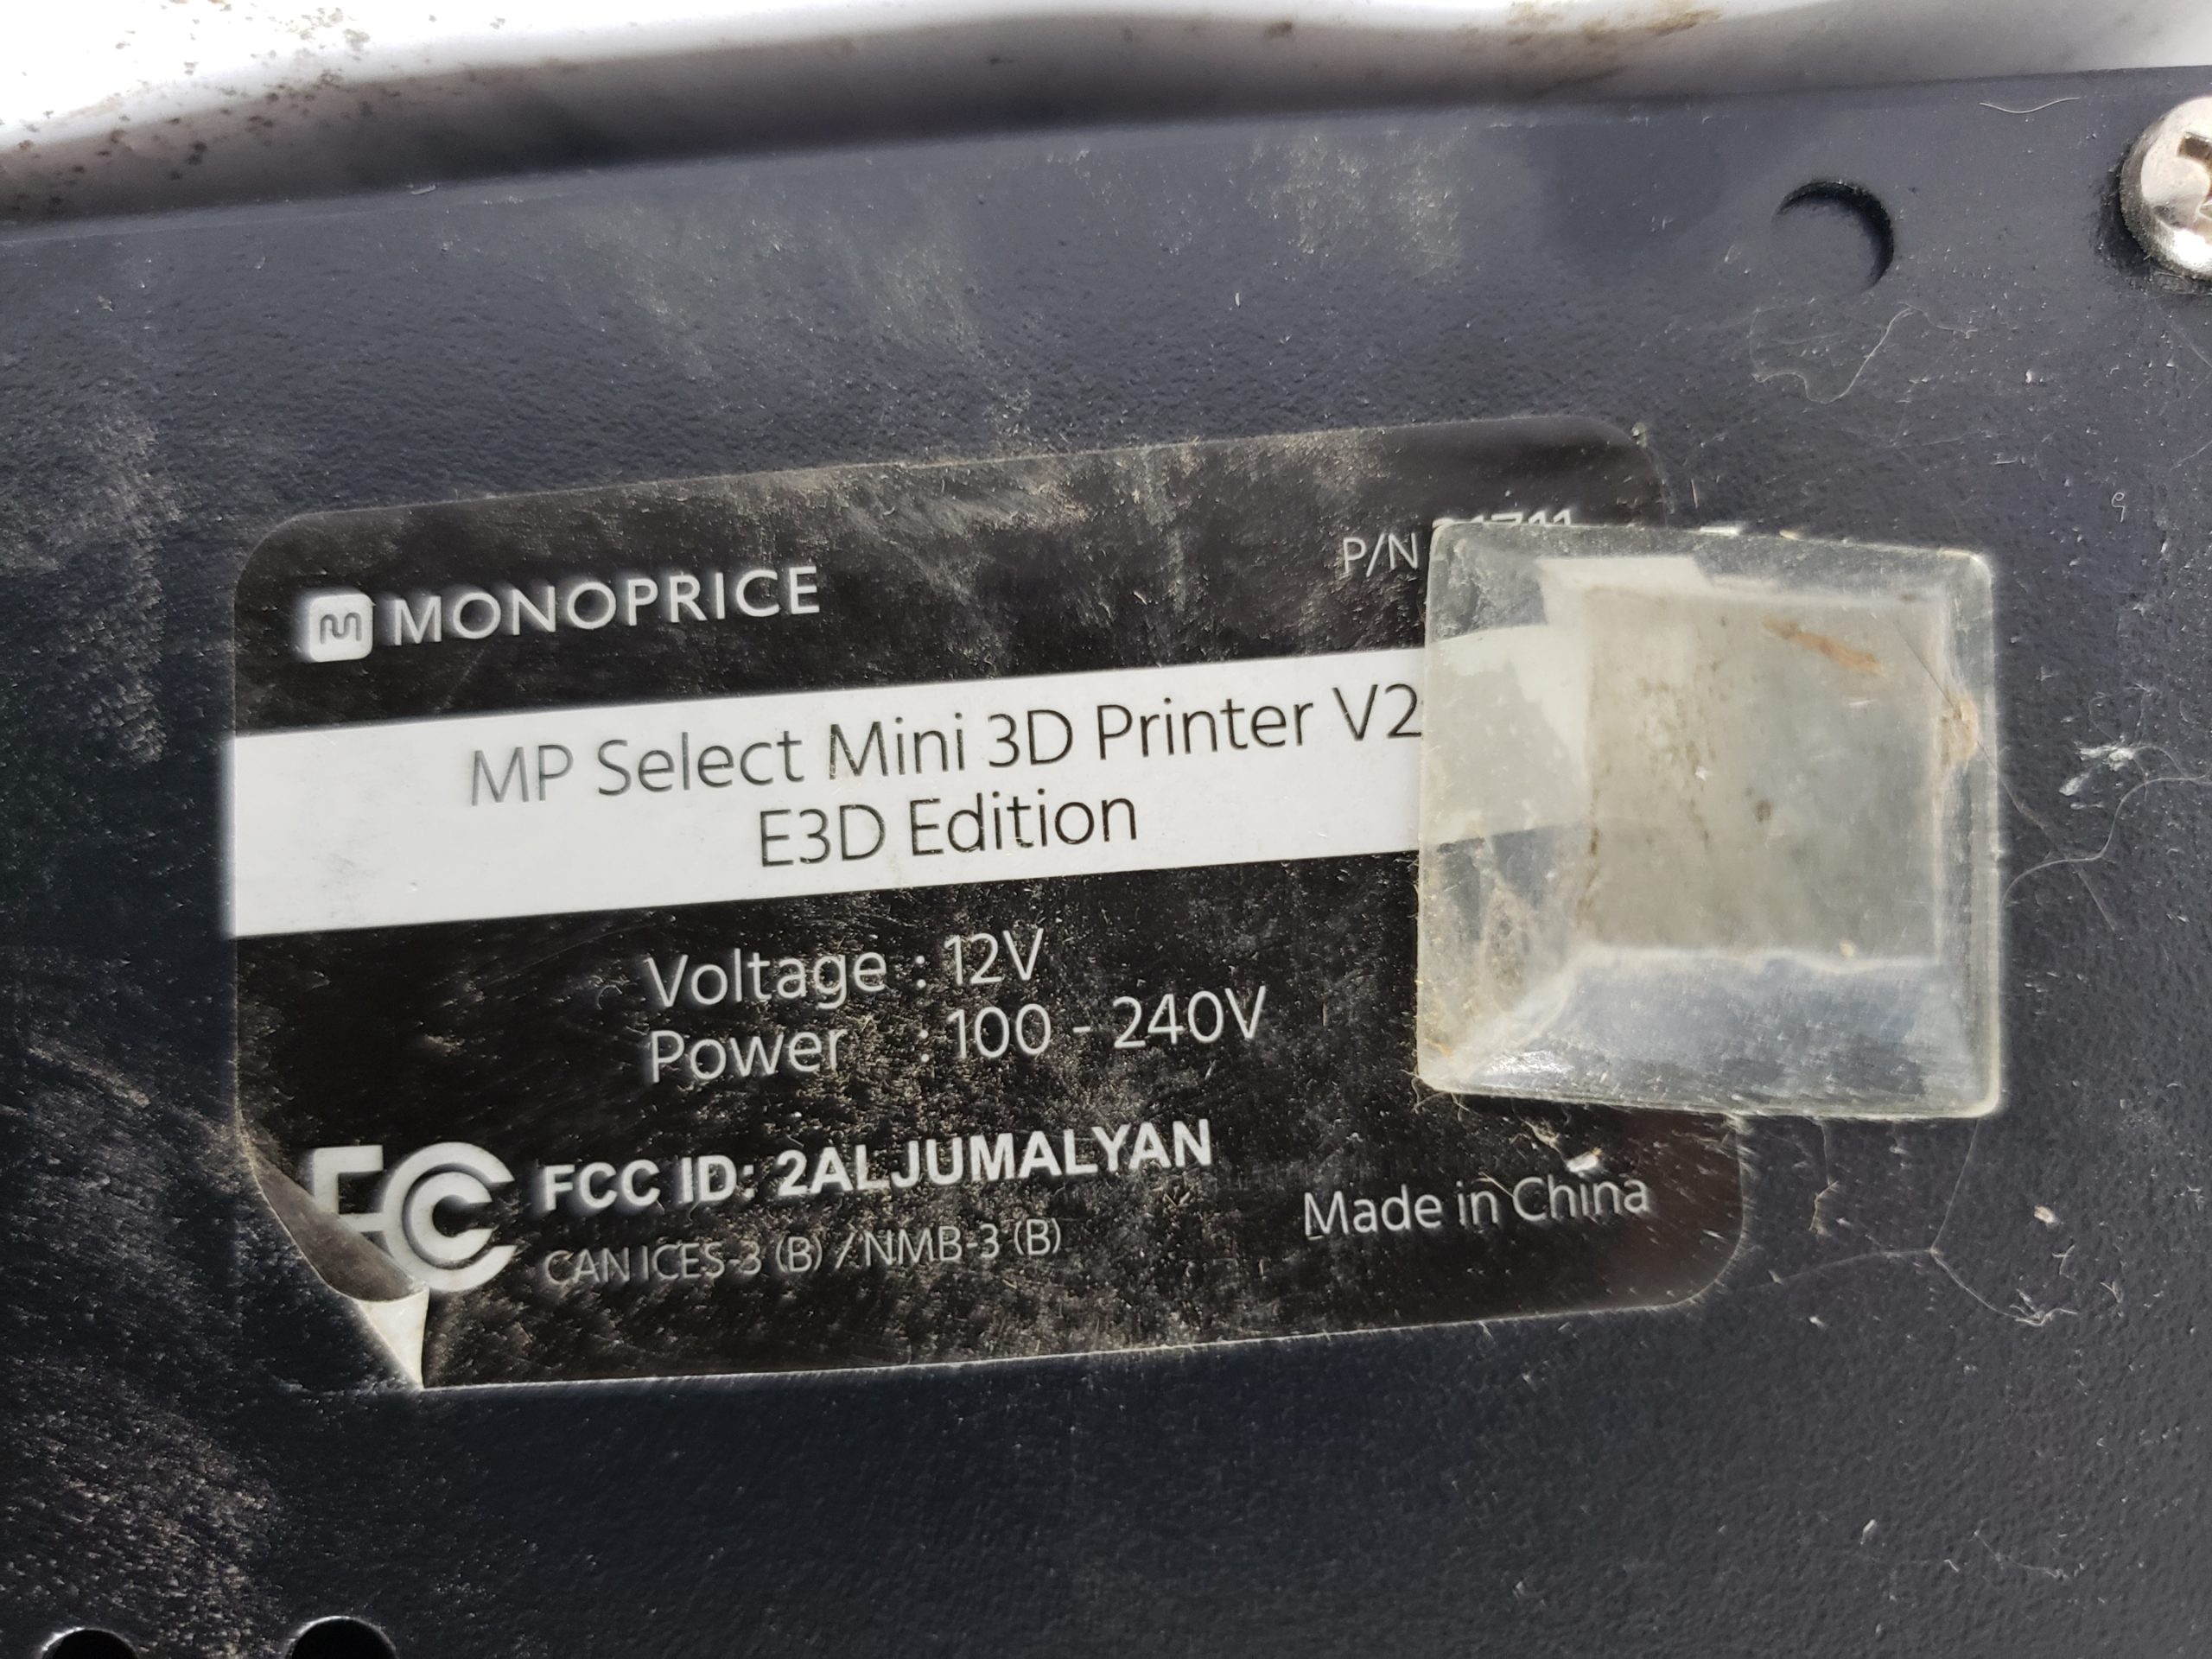 MONOPRICE
P/N
MP Select Mini 3D Printer V2
E3D Edition
Voltage : 12V
Power : 100 - 240V
FC FCC ID: 2ALJUMALYAN
CAN ICES-3 (B) / NMB-3 (B)
Made in China